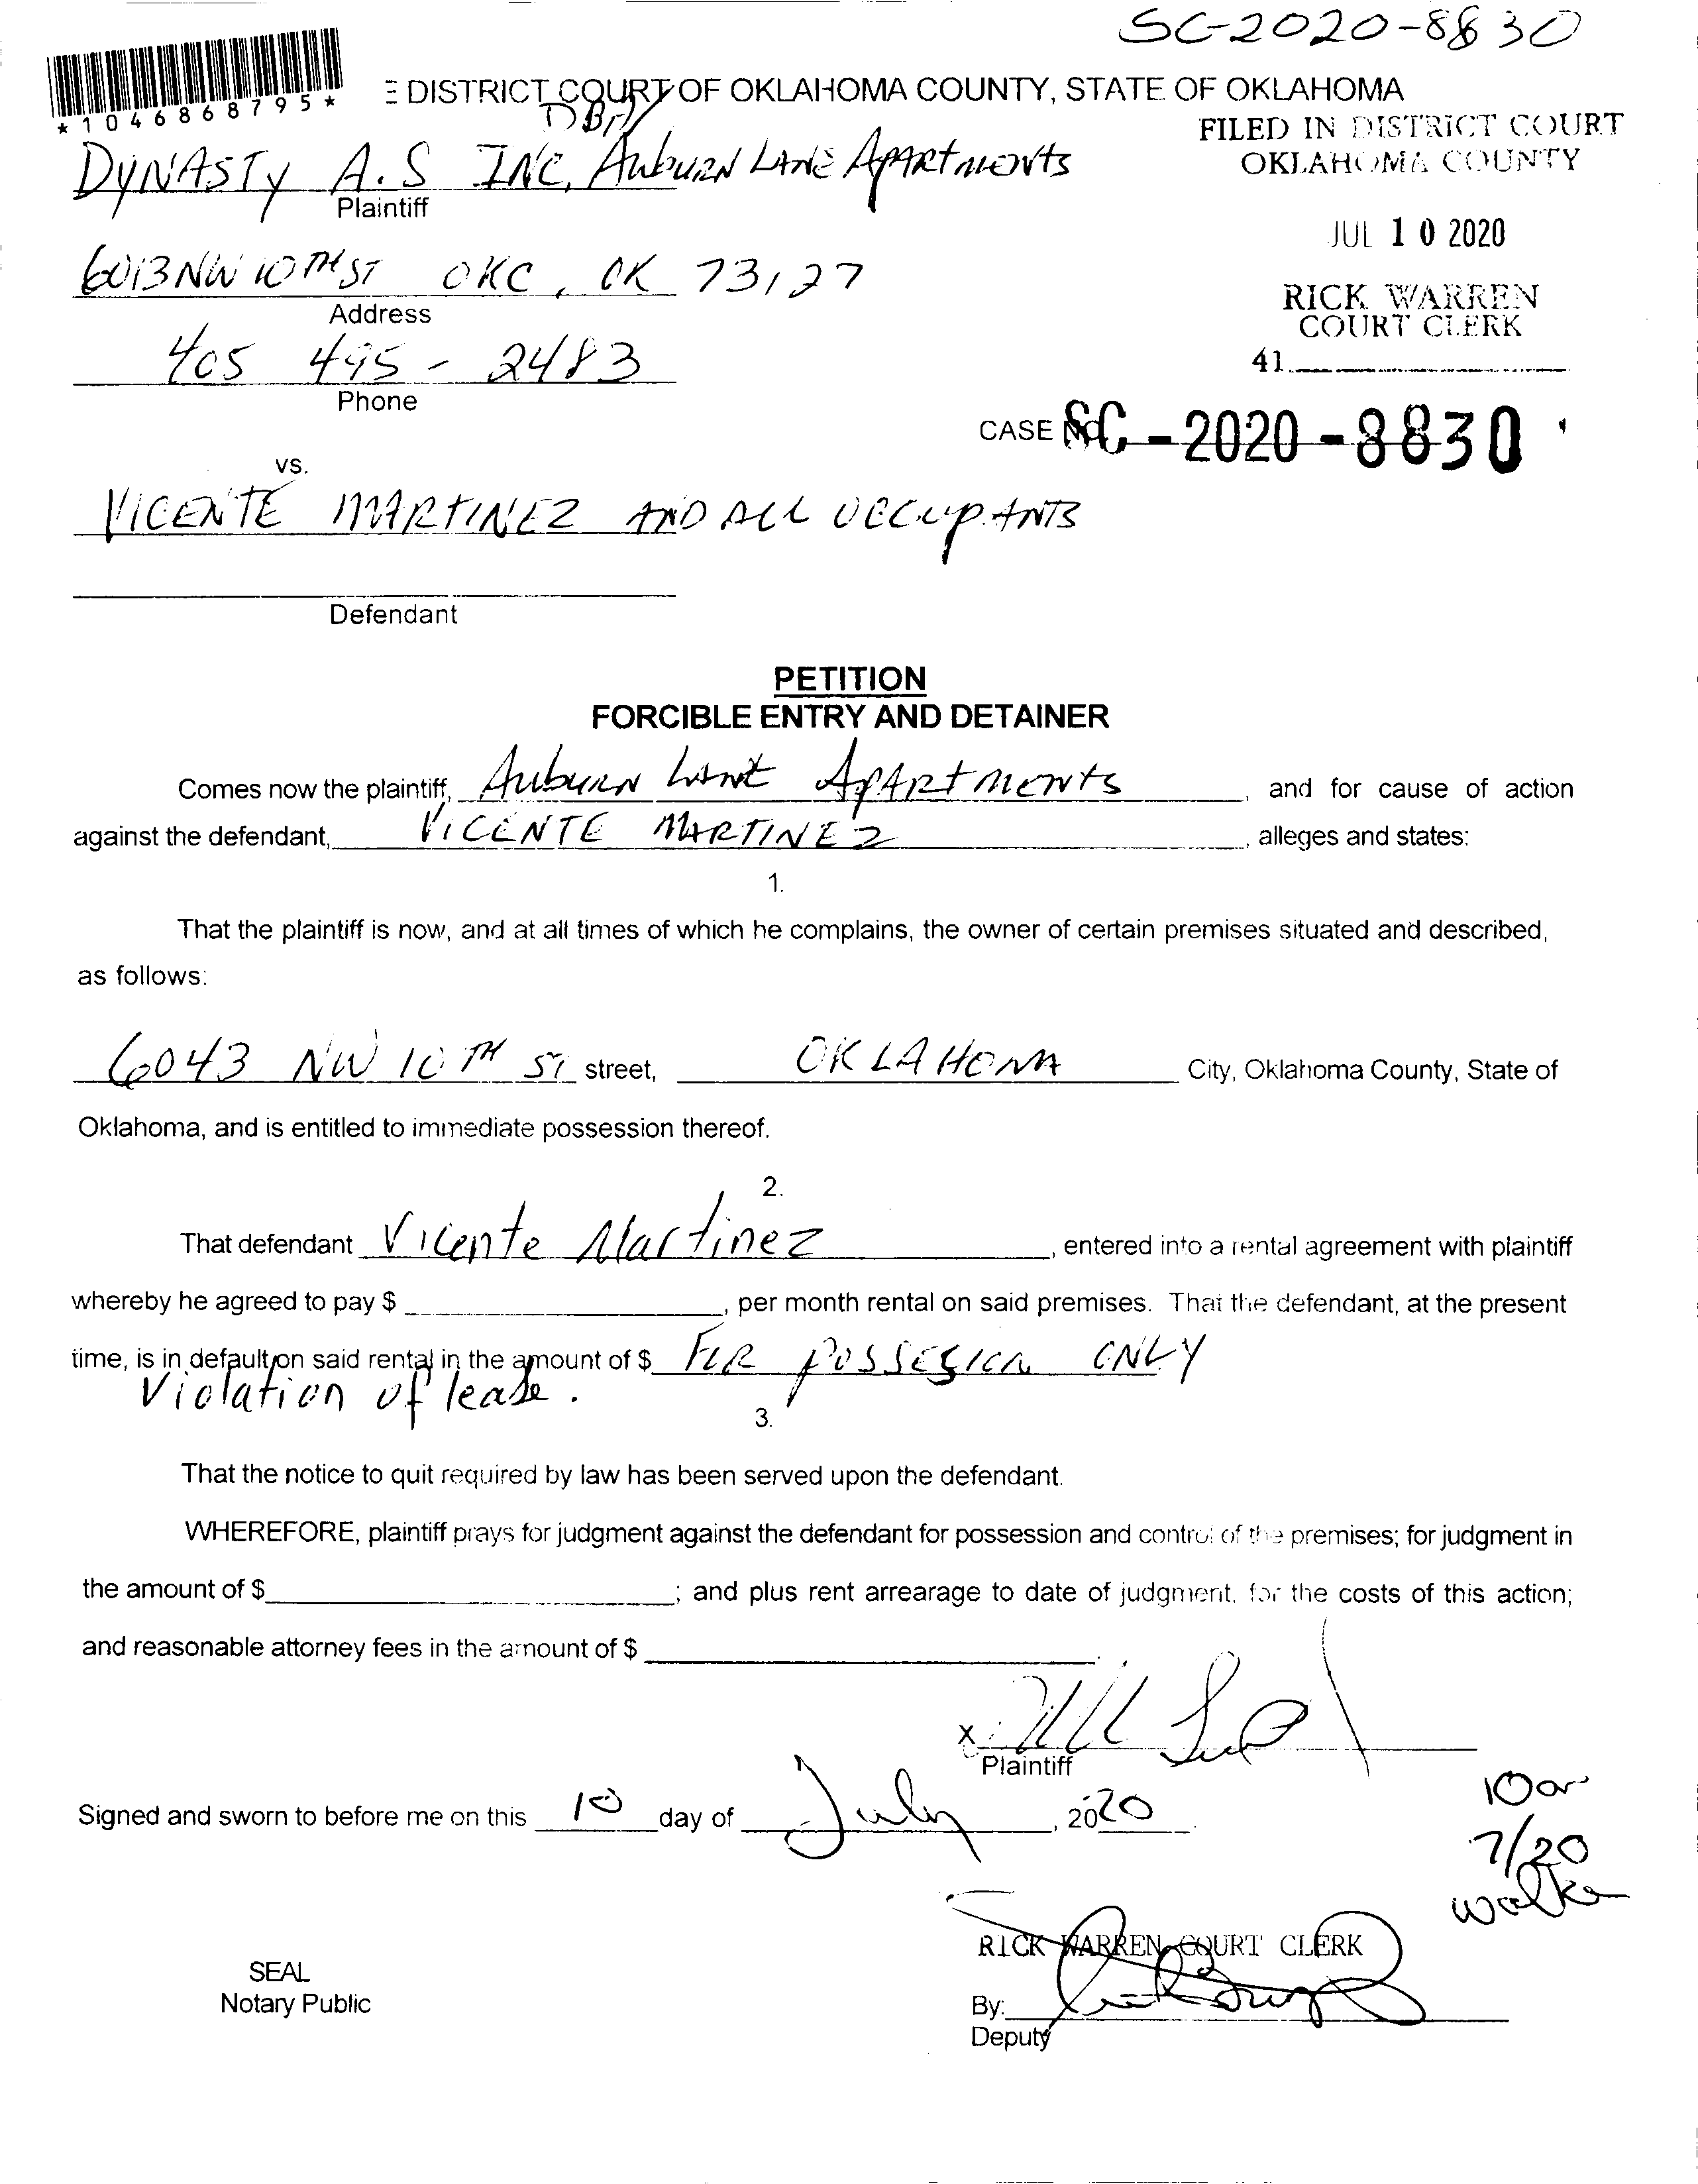 SC-2020-8830
*1046868795*
E DISTRICT COURT OF OKLAHOMA COUNTY, STATE OF OKLAHOMA
FILED IN DISTRICT COURT
OKLAHOMA COUNTY
DBA
DYNASTY A.S INC, Auburn Lane Apartments
Plaintiff
JUL 10 2020
6013 NW 10TH ST OKC, OK 73127
Address
RICK WARREN
COURT CLERK
405 495-2483
Phone
41
CASE No. SC-2020-8830
vs.
VICENTE MARTINEZ AND ALL OCCUPANTS
Defendant
PETITION
FORCIBLE ENTRY AND DETAINER
Comes now the plaintiff, Auburn Lane Apartments, and for cause of action
against the defendant, VICENTE MARTINEZ, alleges and states:
1.
That the plaintiff is now, and at all times of which he complains, the owner of certain premises situated and described,
as follows:
6043 NW 10TH ST street, OKLAHOMA City, Oklahoma County, State of
Oklahoma, and is entitled to immediate possession thereof.
2.
That defendant Vicente Martinez, entered into a rental agreement with plaintiff
whereby he agreed to pay $ , per month rental on said premises. That the defendant, at the present
time, is in default on said rental in the amount of $ FOR POSSESION ONLY
Violation of lease.
3.
That the notice to quit required by law has been served upon the defendant.
WHEREFORE, plaintiff prays for judgment against the defendant for possession and control of the premises; for judgment in
the amount of $ ; and plus rent arrearage to date of judgment, for the costs of this action;
and reasonable attorney fees in the amount of $ .
X
Plaintiff
Signed and sworn to before me on this 10 day of July, 2020
10am
7/20
RICK WARREN COURT CLERK
SEAL
Notary Public
By:
Deputy